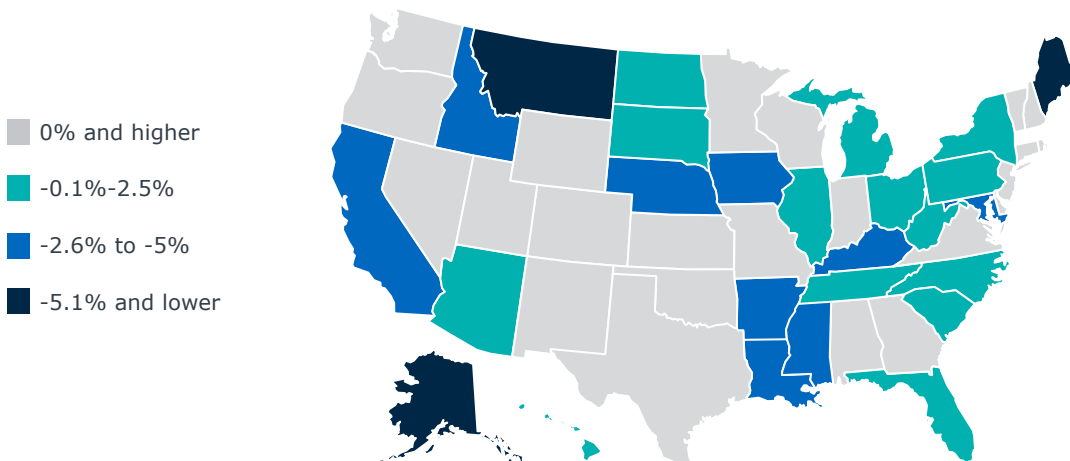 0% and higher
-0.1%-2.5%
-2.6% to -5%
-5.1% and lower